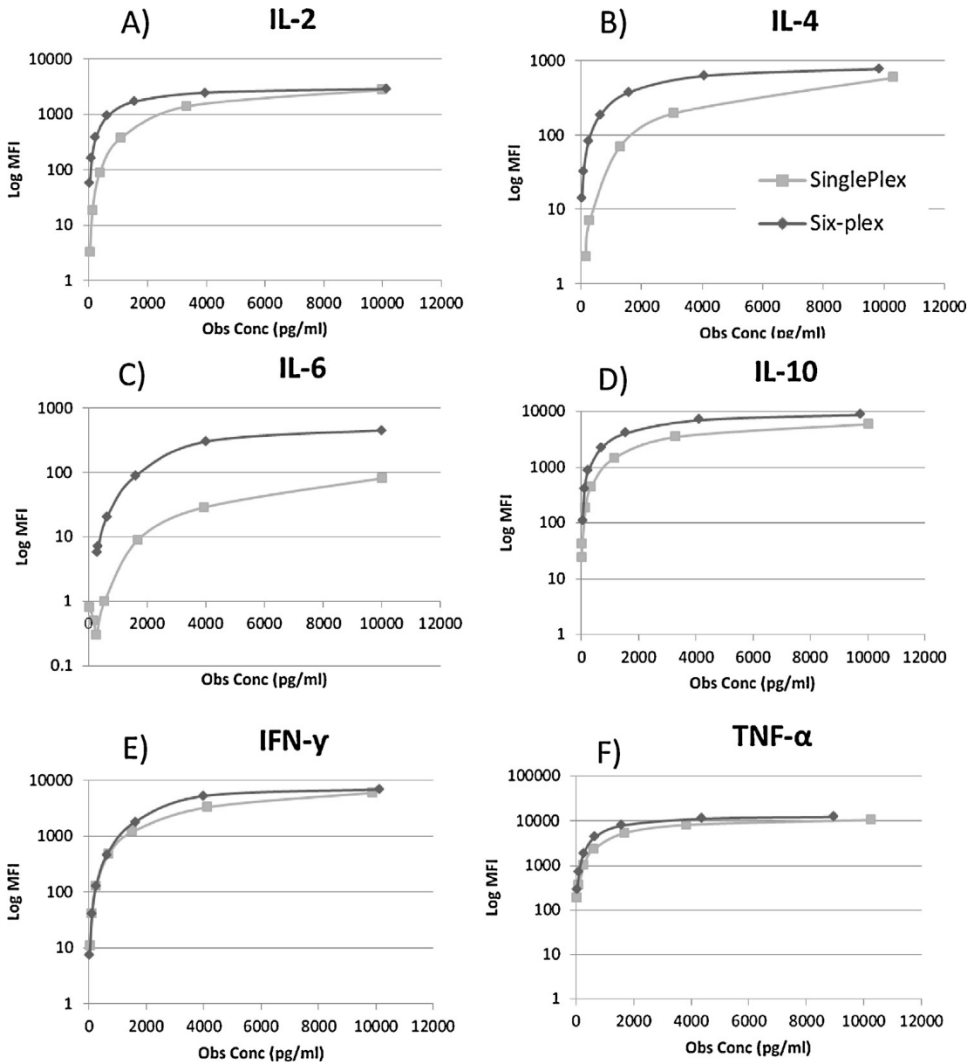 A) IL-2
10000
1000
100
10
1
Log MFI
0 2000 4000 6000 8000 10000 12000
Obs Conc (pg/ml)
B) IL-4
1000
100
10
1
Log MFI
SinglePlex
Six-plex
0 2000 4000 6000 8000 10000 12000
Obs Conc (pg/ml)
C) IL-6
1000
100
10
1
0.1
Log MFI
0 2000 4000 6000 8000 10000 12000
Obs Conc (pg/ml)
D) IL-10
10000
1000
100
10
1
Log MFI
0 2000 4000 6000 8000 10000 12000
Obs Conc (pg/ml)
E) IFN-γ
10000
1000
100
10
1
Log MFI
0 2000 4000 6000 8000 10000 12000
Obs Conc (pg/ml)
F) TNF-α
100000
10000
1000
100
10
1
Log MFI
0 2000 4000 6000 8000 10000 12000
Obs Conc (pg/ml)